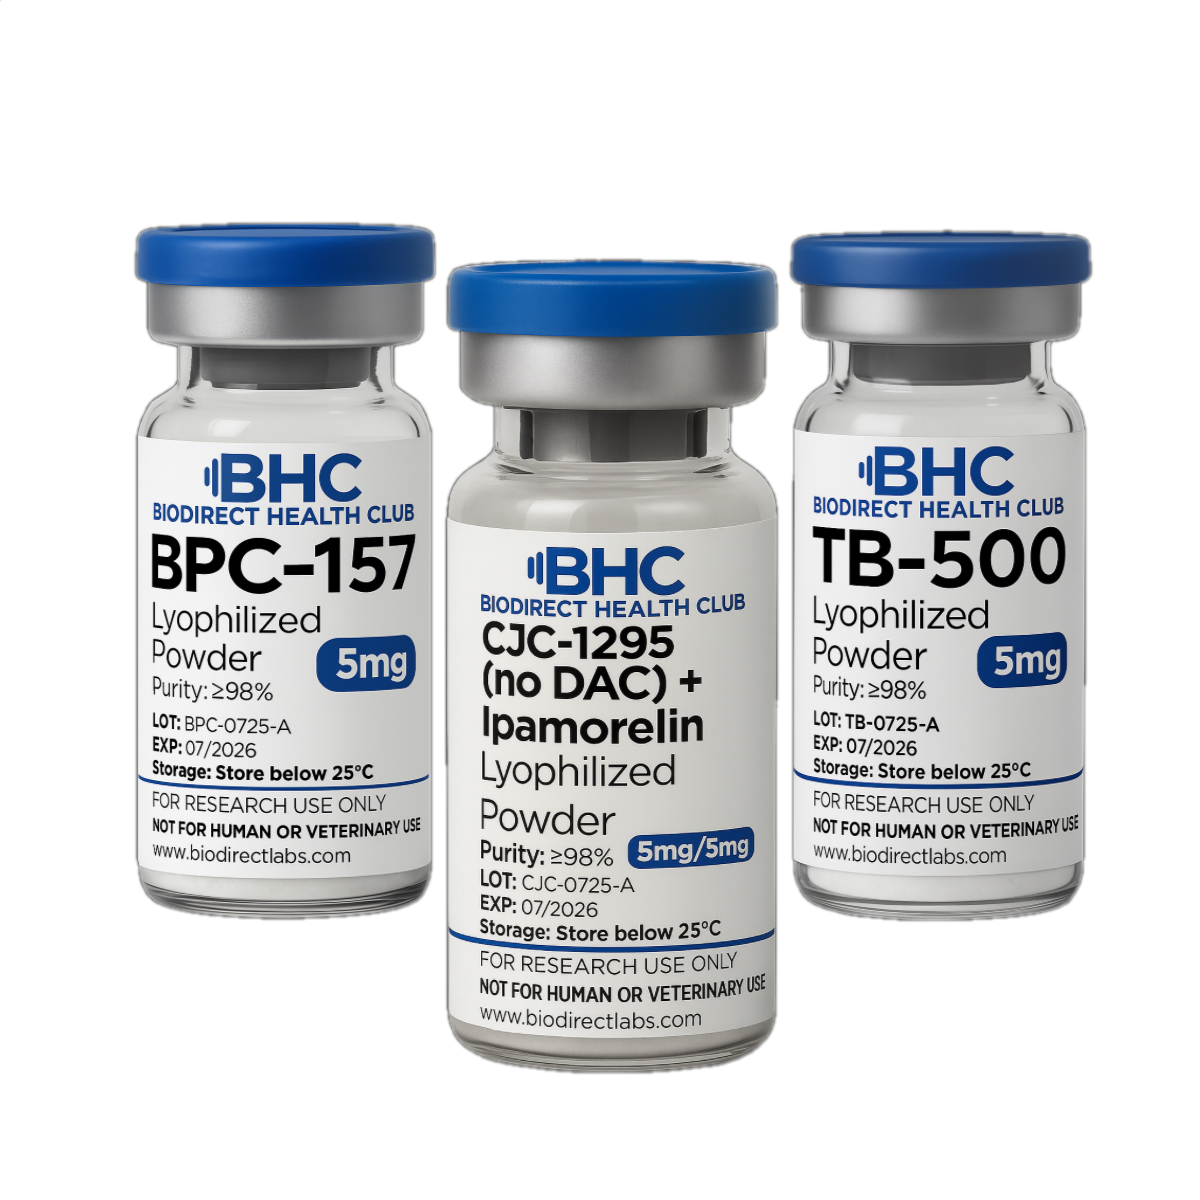 BHC
BIODIRECT HEALTH CLUB
BPC-157
Lyophilized
Powder
5mg
Purity: ≥98%
LOT: BPC-0725-A
EXP: 07/2026
Storage: Store below 25°C
FOR RESEARCH USE ONLY
NOT FOR HUMAN OR VETERINARY USE
www.biodirectlabs.com
BHC
BIODIRECT HEALTH CLUB
CJC-1295
(no DAC) +
Ipamorelin
Lyophilized
Powder
Purity: ≥98%
5mg/5mg
LOT: CJC-0725-A
EXP: 07/2026
Storage: Store below 25°C
FOR RESEARCH USE ONLY
NOT FOR HUMAN OR VETERINARY USE
www.biodirectlabs.com
BHC
BIODIRECT HEALTH CLUB
TB-500
Lyophilized
Powder
5mg
Purity: ≥98%
LOT: TB-0725-A
EXP: 07/2026
Storage: Store below 25°C
FOR RESEARCH USE ONLY
NOT FOR HUMAN OR VETERINARY USE
www.biodirectlabs.com